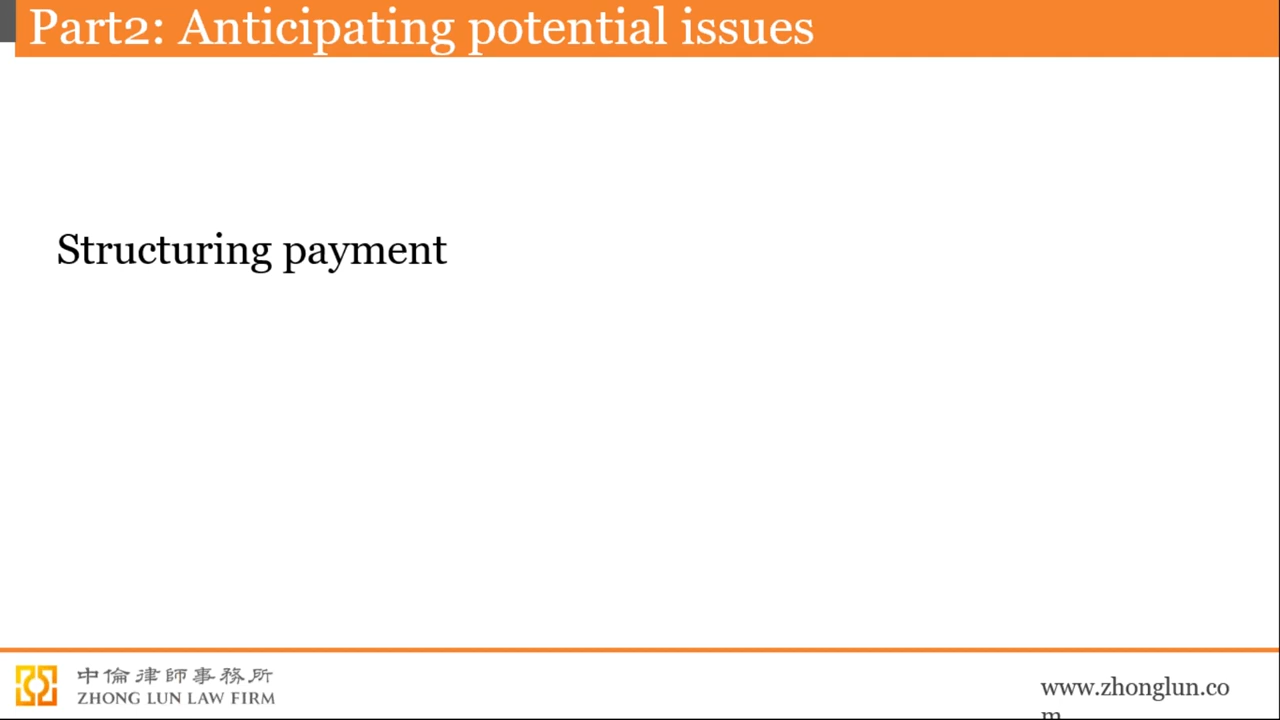 Part2: Anticipating potential issues
Structuring payment
中倫律師事務所
ZHONG LUN LAW FIRM
www.zhonglun.co
m